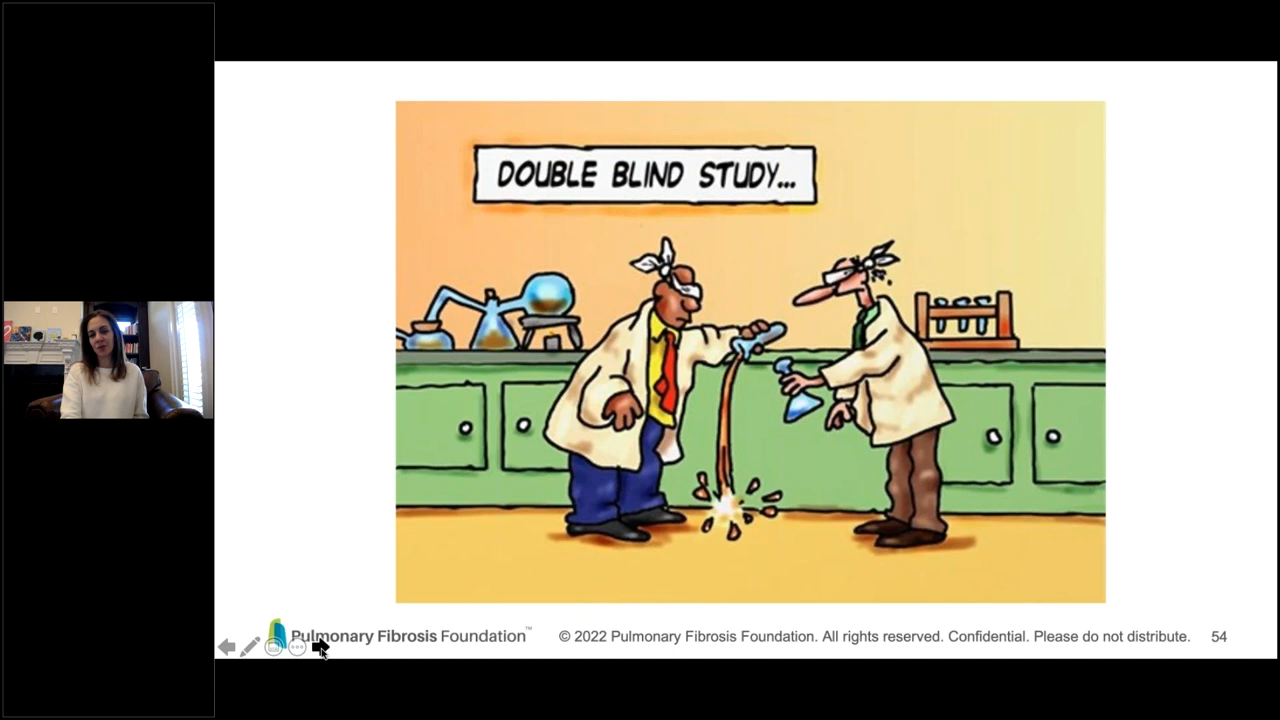 DOUBLE BLIND STUDY...
Pulmonary Fibrosis Foundation™ © 2022 Pulmonary Fibrosis Foundation. All rights reserved. Confidential. Please do not distribute. 54